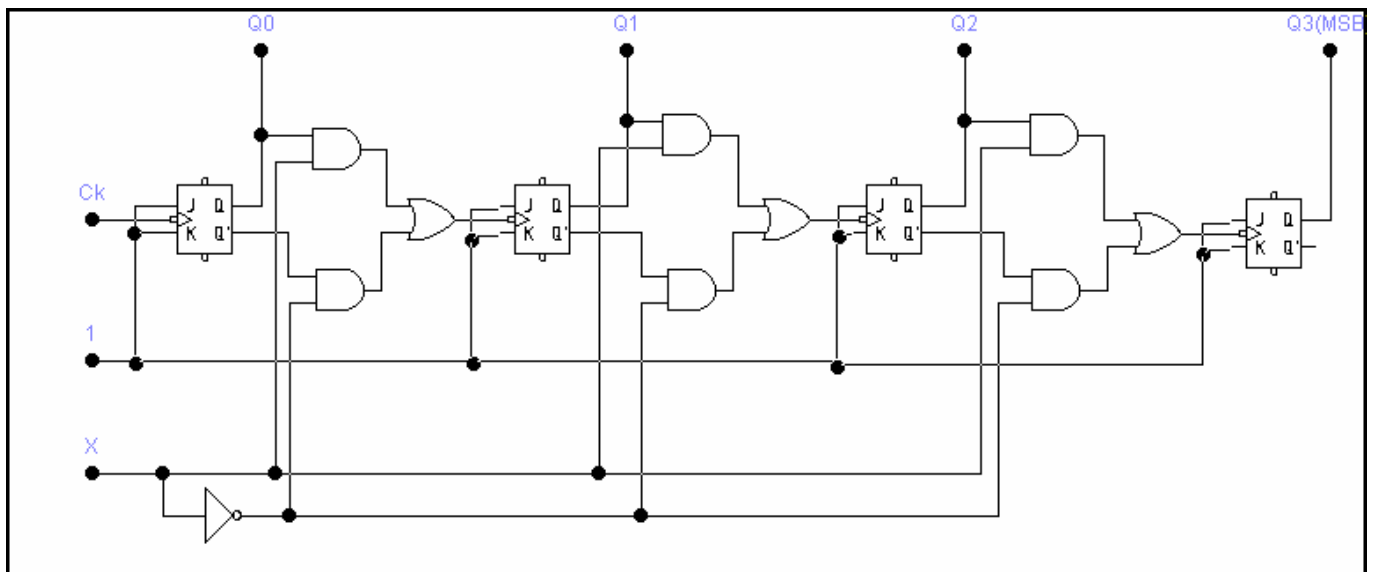 Q0 Q1 Q2 Q3(MSB
Ck
J Q J Q J Q J Q
K Q' K Q' K Q' K Q'
1
X